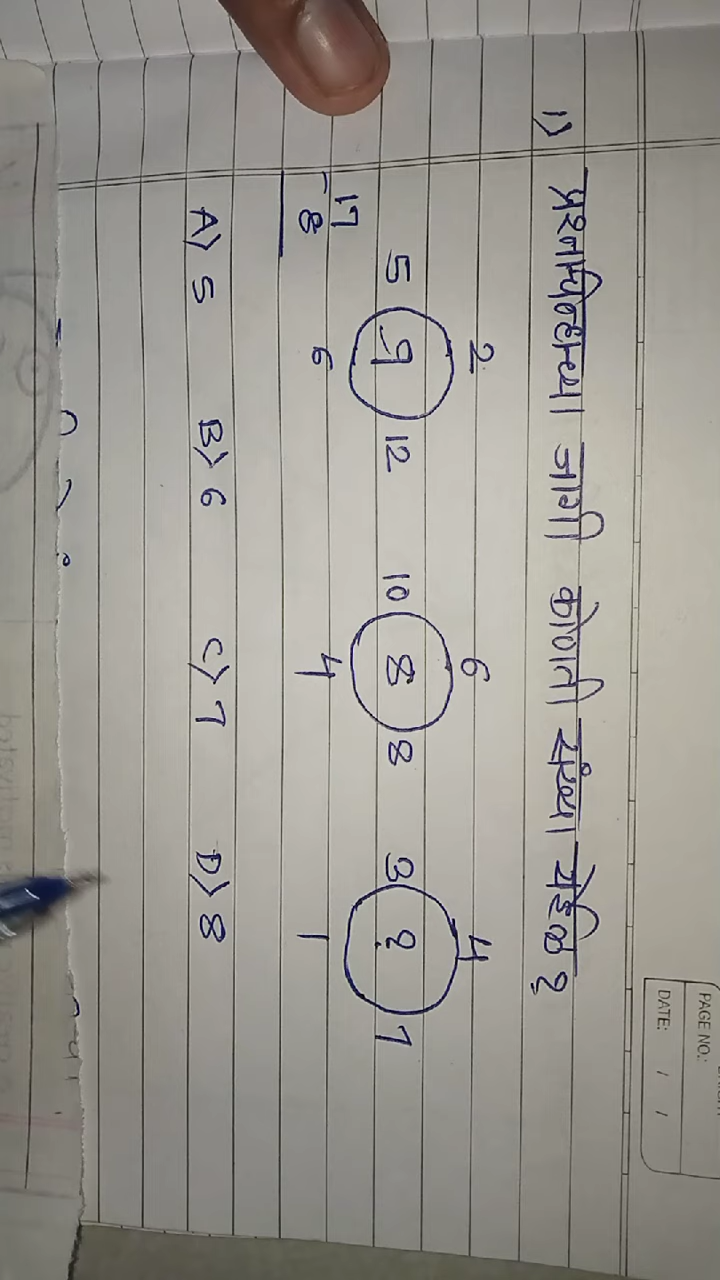 PAGE NO.:
DATE: / /
1) प्रश्नचिन्हाच्या जागी कोणती संख्या येईल ?
2 6 4
5 9 12 10 8 8 3 ? 7
6 4 1
17
-8
A) 5 B) 6 C) 7 D) 8